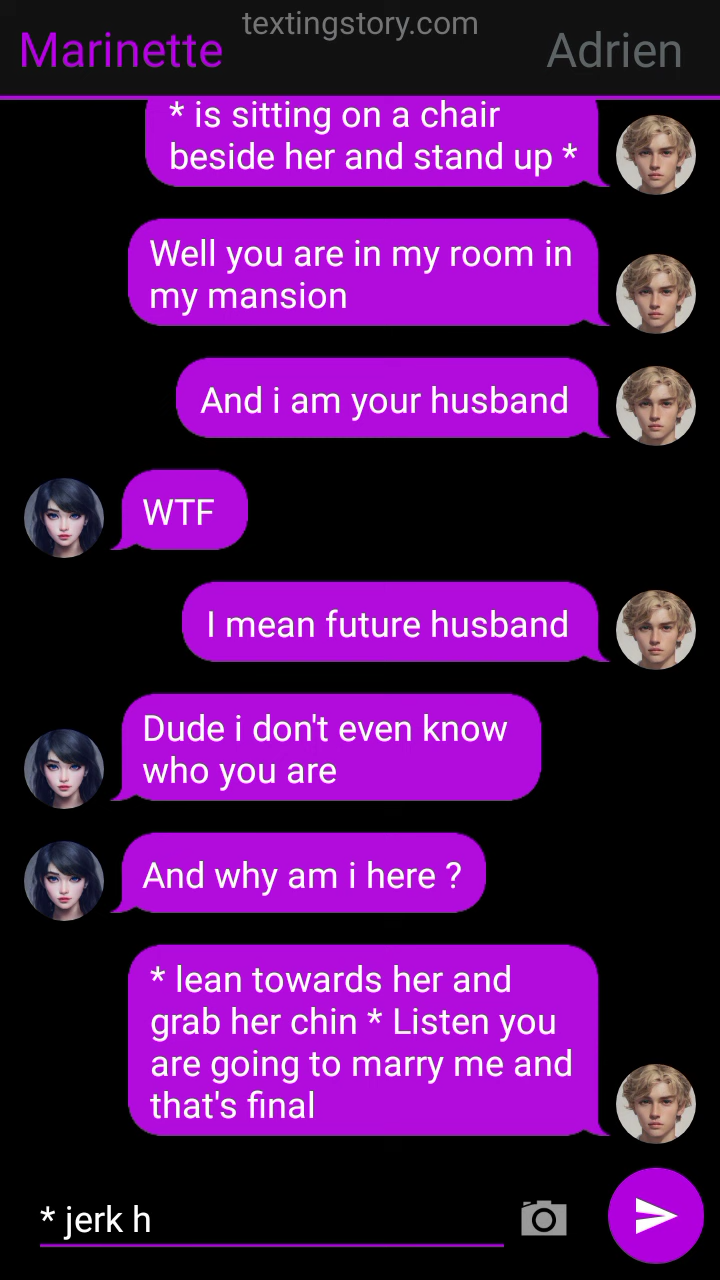 textingstory.com
Marinette
Adrien
* is sitting on a chair
beside her and stand up *
Well you are in my room in
my mansion
And i am your husband
WTF
I mean future husband
Dude i don't even know
who you are
And why am i here ?
* lean towards her and
grab her chin * Listen you
are going to marry me and
that's final
* jerk h